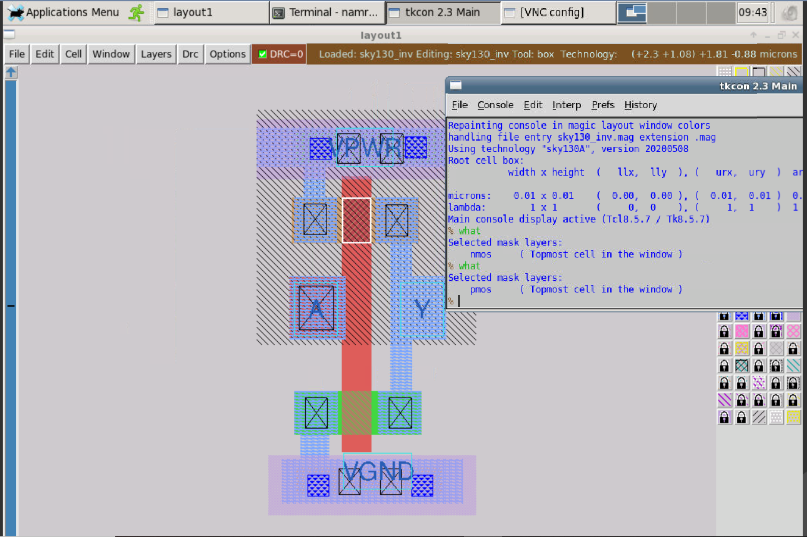 Applications Menu
layout1
Terminal - namr...
tkcon 2.3 Main
[VNC config]
09:43
layout1
File Edit Cell Window Layers Drc Options DRC=0 Loaded: sky130_inv Editing: sky130_inv Tool: box Technology: (+2.3 +1.08) +1.81 -0.88 microns
tkcon 2.3 Main
File Console Edit Interp Prefs History
Repainting console in magic layout window colors
handling file entry sky130_inv.mag extension .mag
Using technology "sky130A", version 20200508
Root cell box:
width x height ( llx, lly ), ( urx, ury ) ar
microns: 0.01 x 0.01 ( 0.00, 0.00 ), ( 0.01, 0.01 ) 0.
lambda: 1 x 1 ( 0, 0 ), ( 1, 1 ) 1
Main console display active (Tcl8.5.7 / Tk8.5.7)
% what
Selected mask layers:
nmos ( Topmost cell in the window )
% what
Selected mask layers:
pmos ( Topmost cell in the window )
%
VPWR
A
Y
VGND